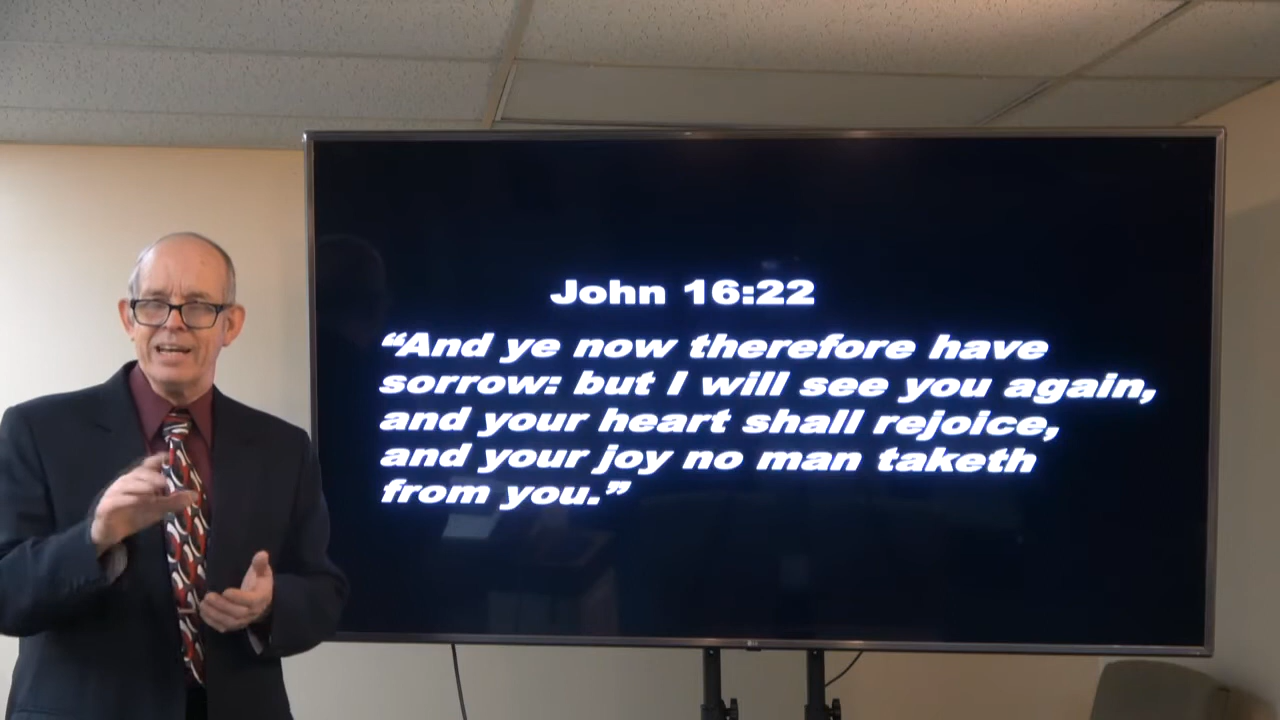 John 16:22
“And ye now therefore have
sorrow: but I will see you again,
and your heart shall rejoice,
and your joy no man taketh
from you.”